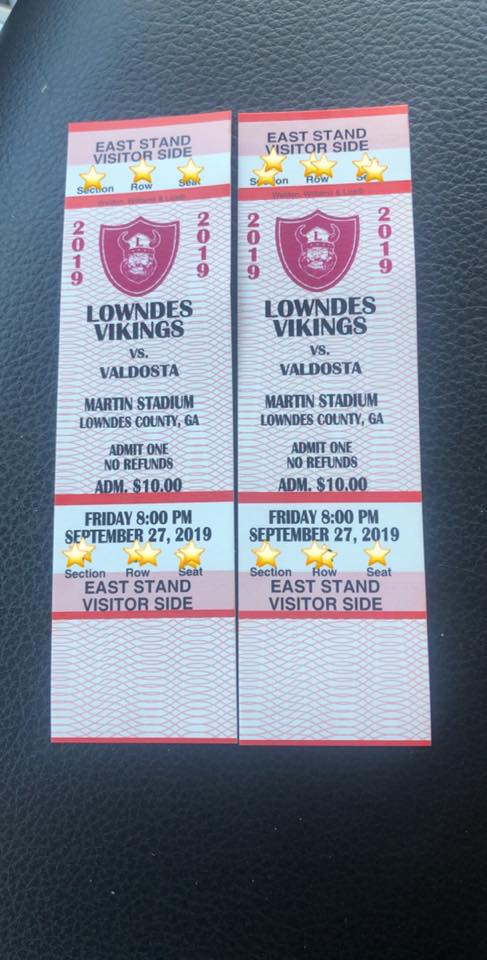 EAST STAND
VISITOR SIDE
Section Row Seat
2019
2019
L
LOWNDES
VIKINGS
VS.
VALDOSTA
MARTIN STADIUM
LOWNDES COUNTY, GA
ADMIT ONE
NO REFUNDS
ADM. $10.00
FRIDAY 8:00 PM
SEPTEMBER 27, 2019
Section Row Seat
EAST STAND
VISITOR SIDE
EAST STAND
VISITOR SIDE
Row
2019
2019
L
LOWNDES
VIKINGS
VS.
VALDOSTA
MARTIN STADIUM
LOWNDES COUNTY, GA
ADMIT ONE
NO REFUNDS
ADM. $10.00
FRIDAY 8:00 PM
SEPTEMBER 27, 2019
Section Row Seat
EAST STAND
VISITOR SIDE